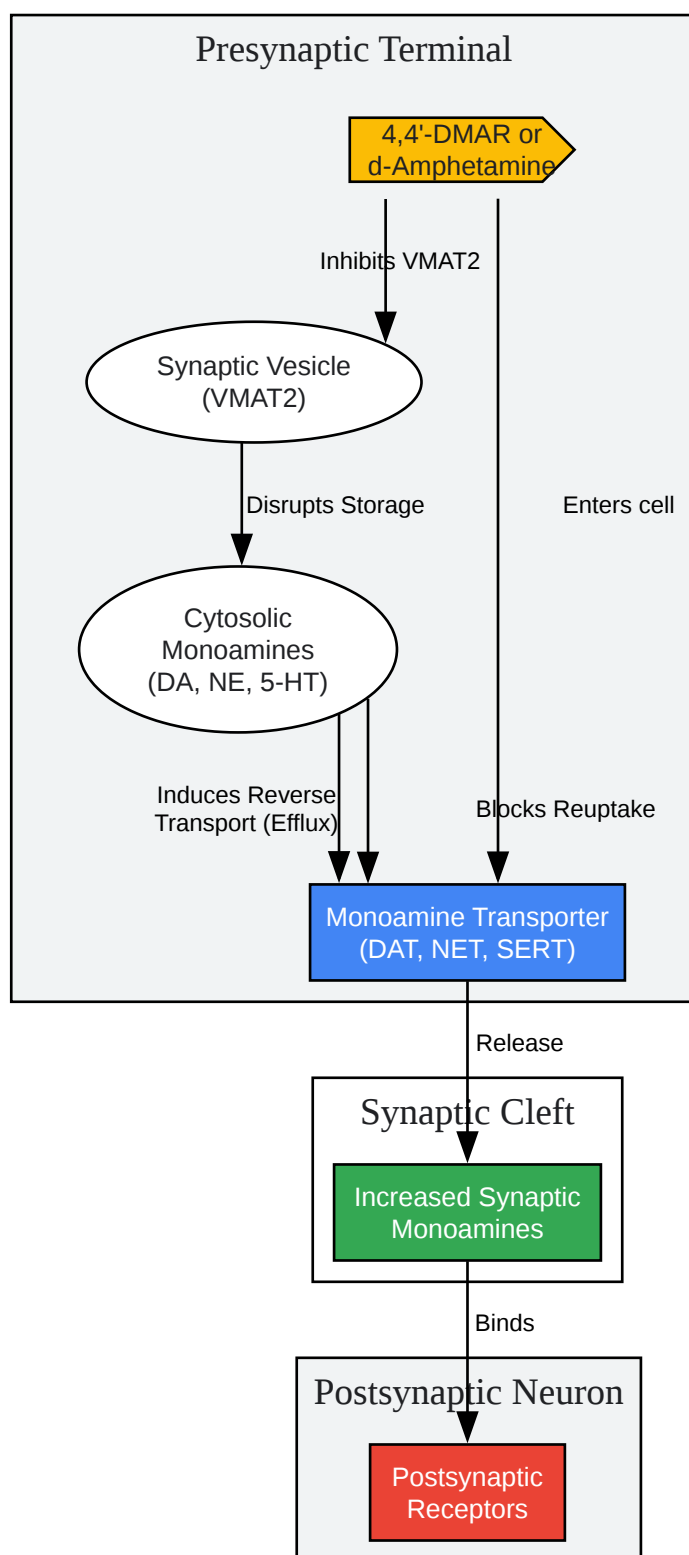 Presynaptic Terminal
4,4'-DMAR or
d-Amphetamine
Inhibits VMAT2
Synaptic Vesicle
(VMAT2)
Disrupts Storage
Enters cell
Cytosolic
Monoamines
(DA, NE, 5-HT)
Induces Reverse
Transport (Efflux)
Blocks Reuptake
Monoamine Transporter
(DAT, NET, SERT)
Release
Synaptic Cleft
Increased Synaptic
Monoamines
Binds
Postsynaptic Neuron
Postsynaptic
Receptors